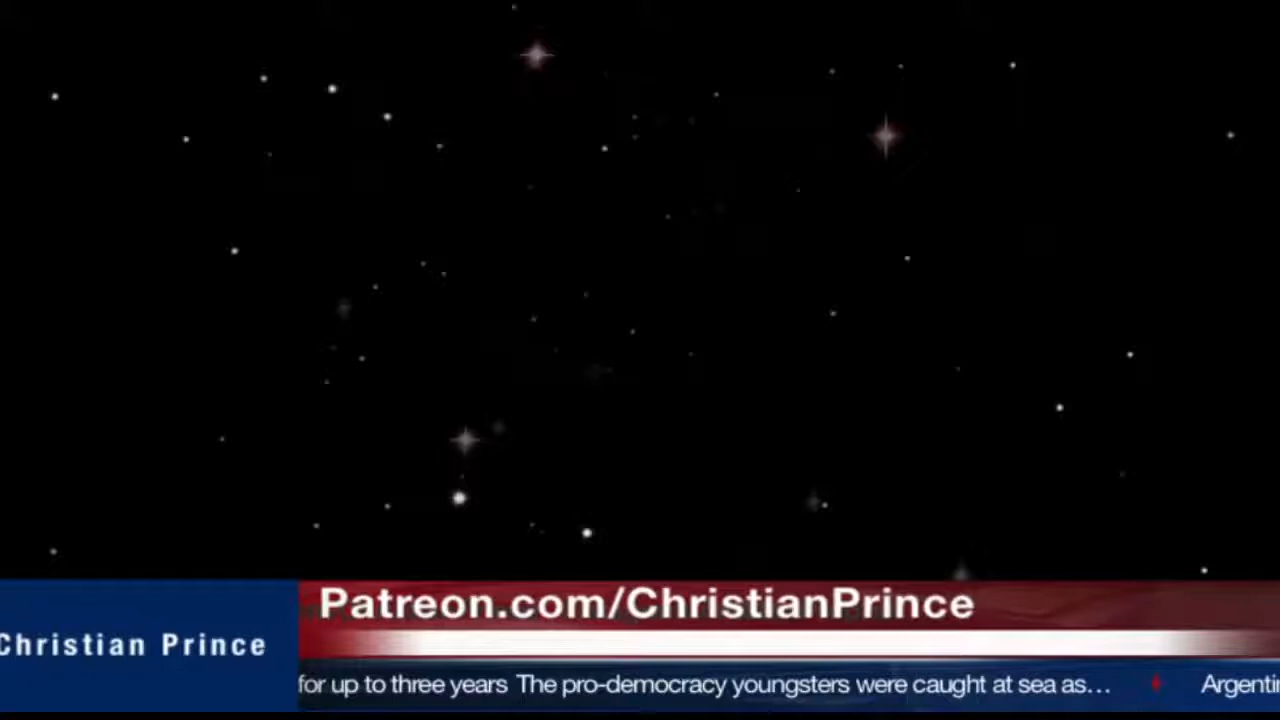 Patreon.com/ChristianPrince
Christian Prince
for up to three years The pro-democracy youngsters were caught at sea as…